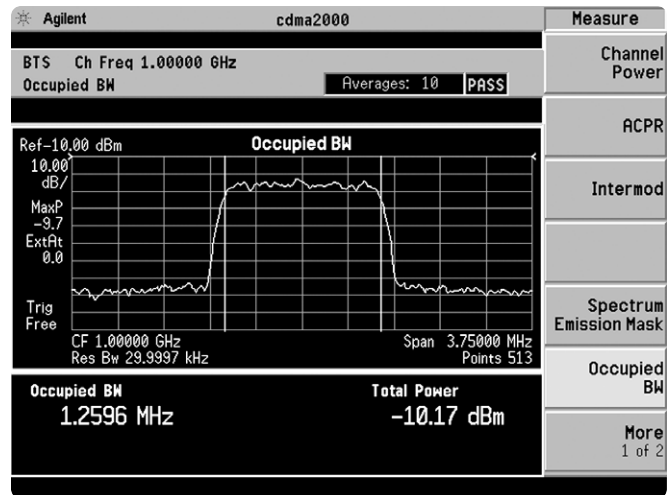 Agilent cdma2000 Measure
BTS Ch Freq 1.00000 GHz
Occupied BW Averages: 10 PASS
Ref-10.00 dBm Occupied BW
10.00
dB/
MaxP
-9.7
ExtAt
0.0
Trig
Free
CF 1.00000 GHz Span 3.75000 MHz
Res Bw 29.9997 kHz Points 513
Occupied BW Total Power
1.2596 MHz -10.17 dBm
Channel
Power
ACPR
Intermod
Spectrum
Emission Mask
Occupied
BW
More
1 of 2